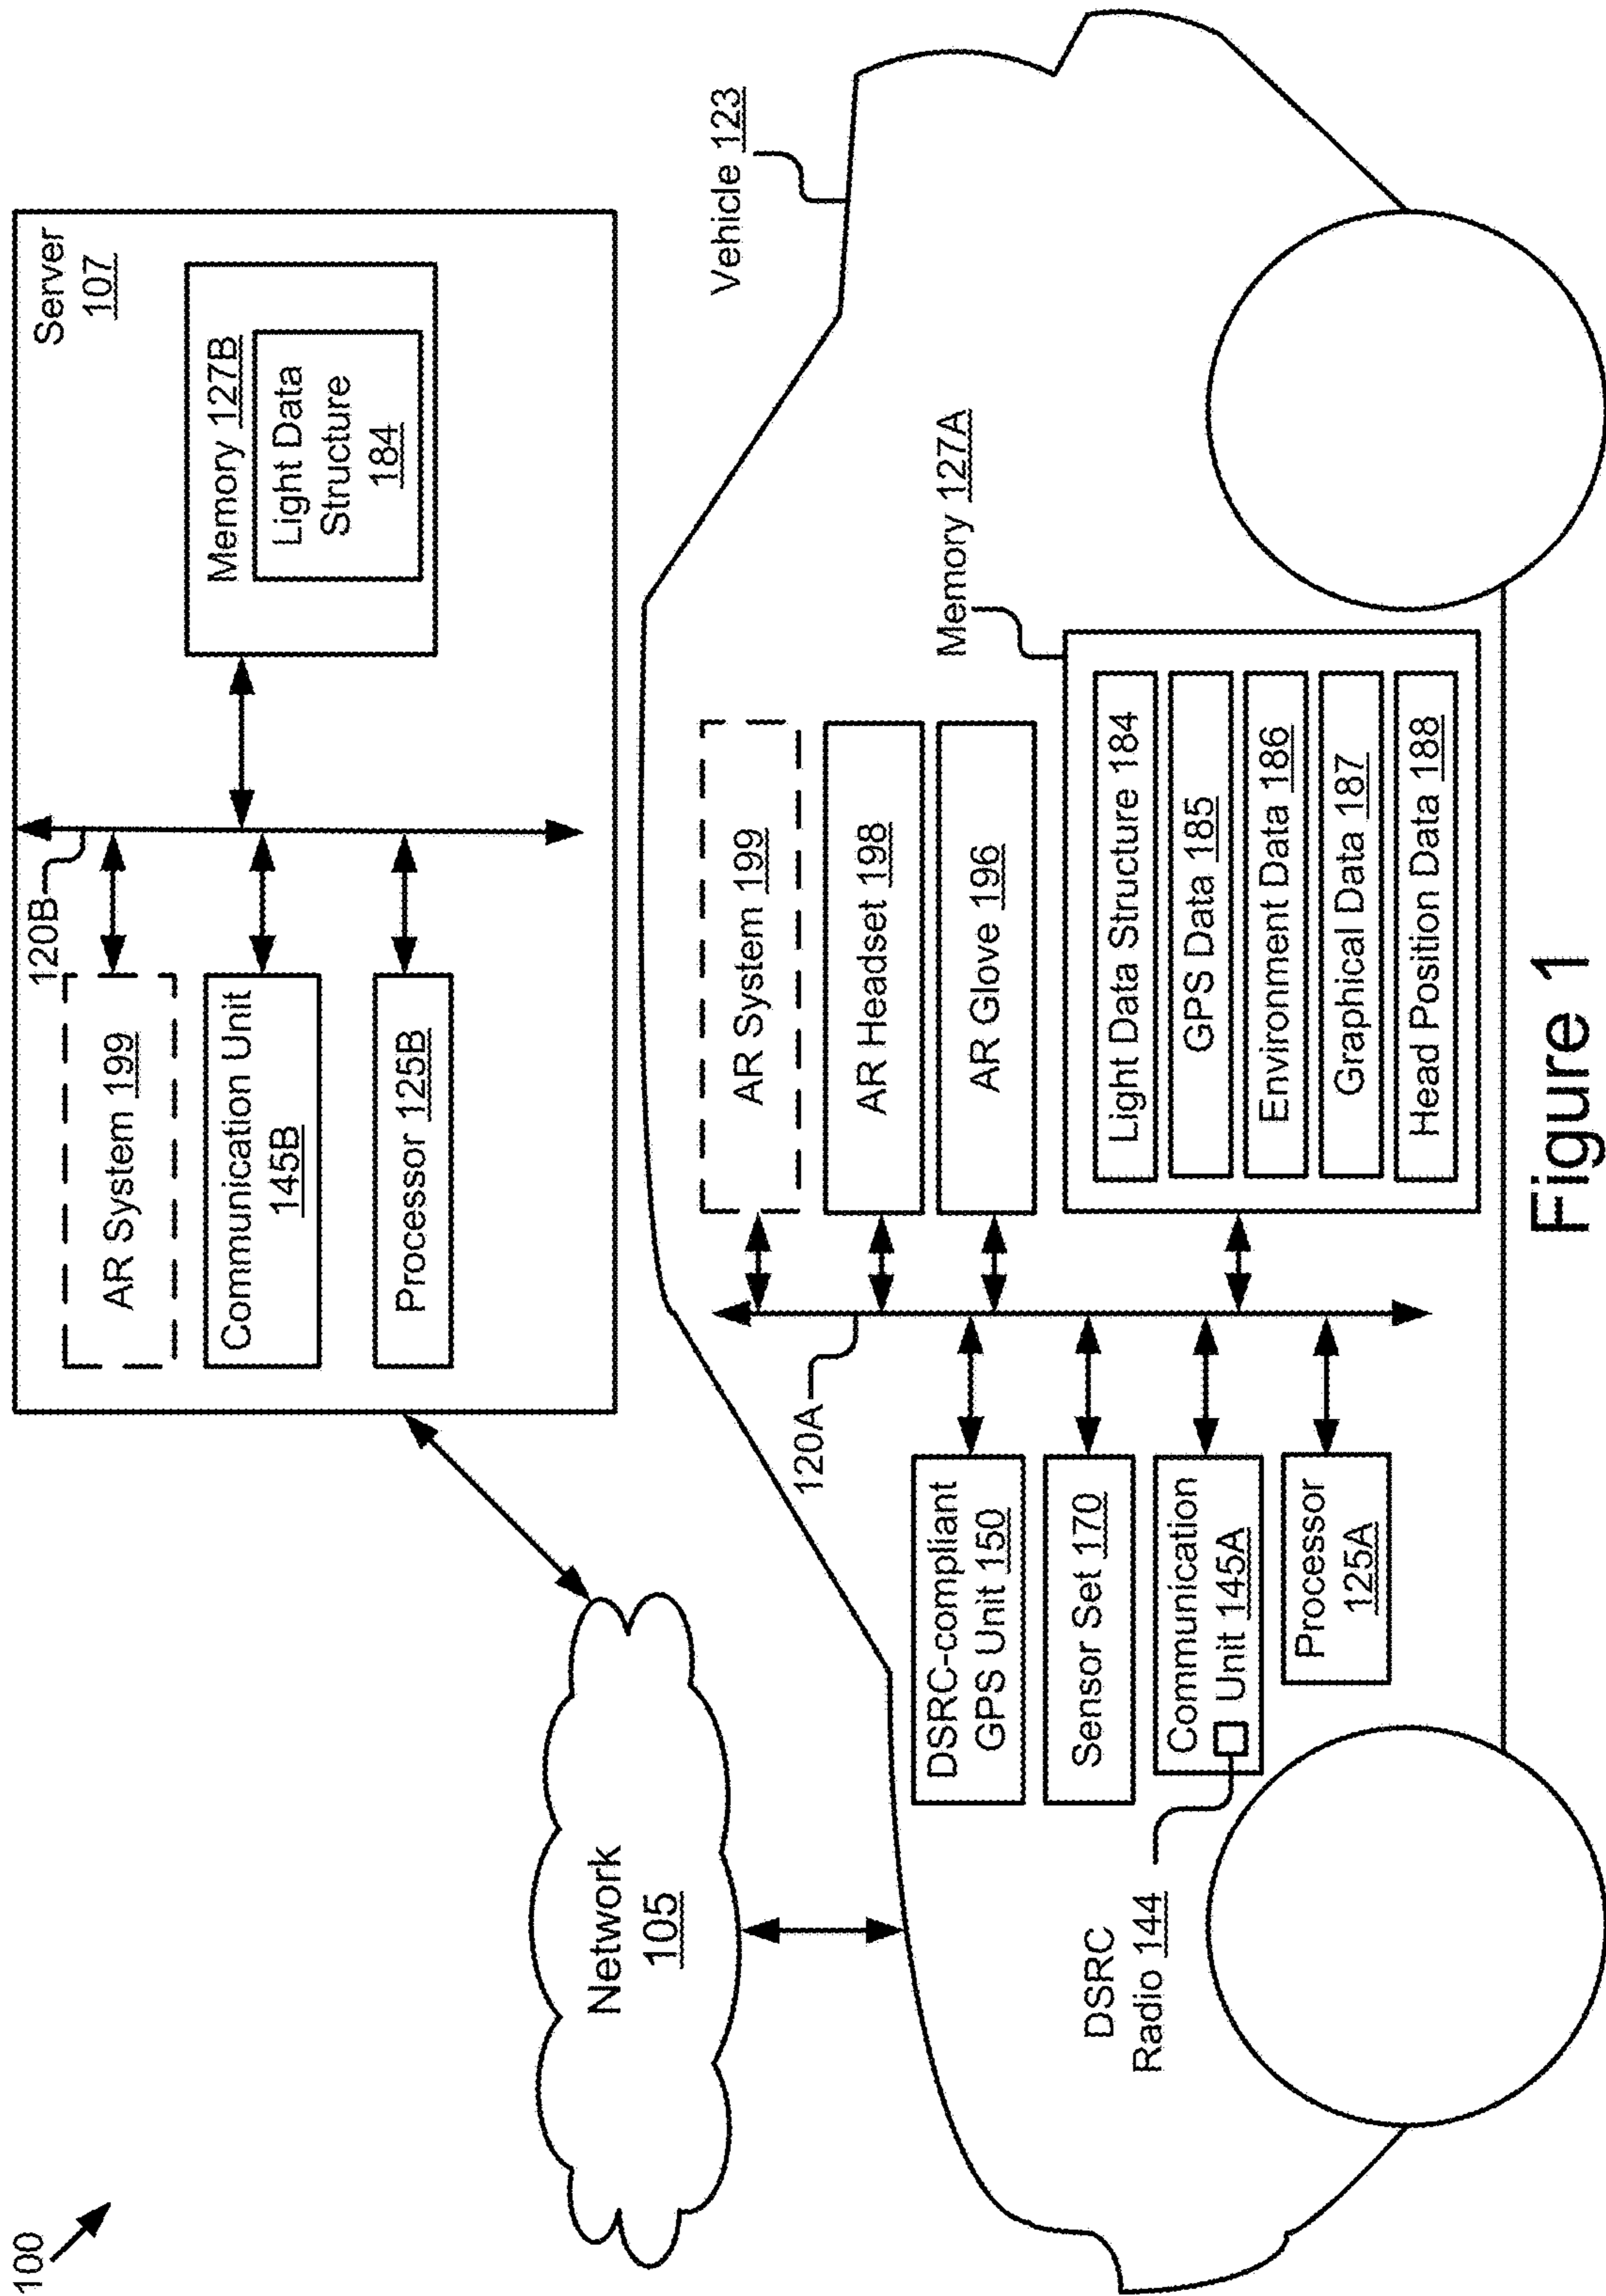 100
Server
107
AR System 199
120B
Communication Unit
145B
Processor 125B
Memory 127B
Light Data
Structure
184
Network
105
Vehicle 123
120A
DSRC-compliant
GPS Unit 150
Sensor Set 170
Communication
Unit 145A
Processor
125A
DSRC
Radio 144
AR System 199
AR Headset 198
AR Glove 196
Memory 127A
Light Data Structure 184
GPS Data 185
Environment Data 186
Graphical Data 187
Head Position Data 188
Figure 1